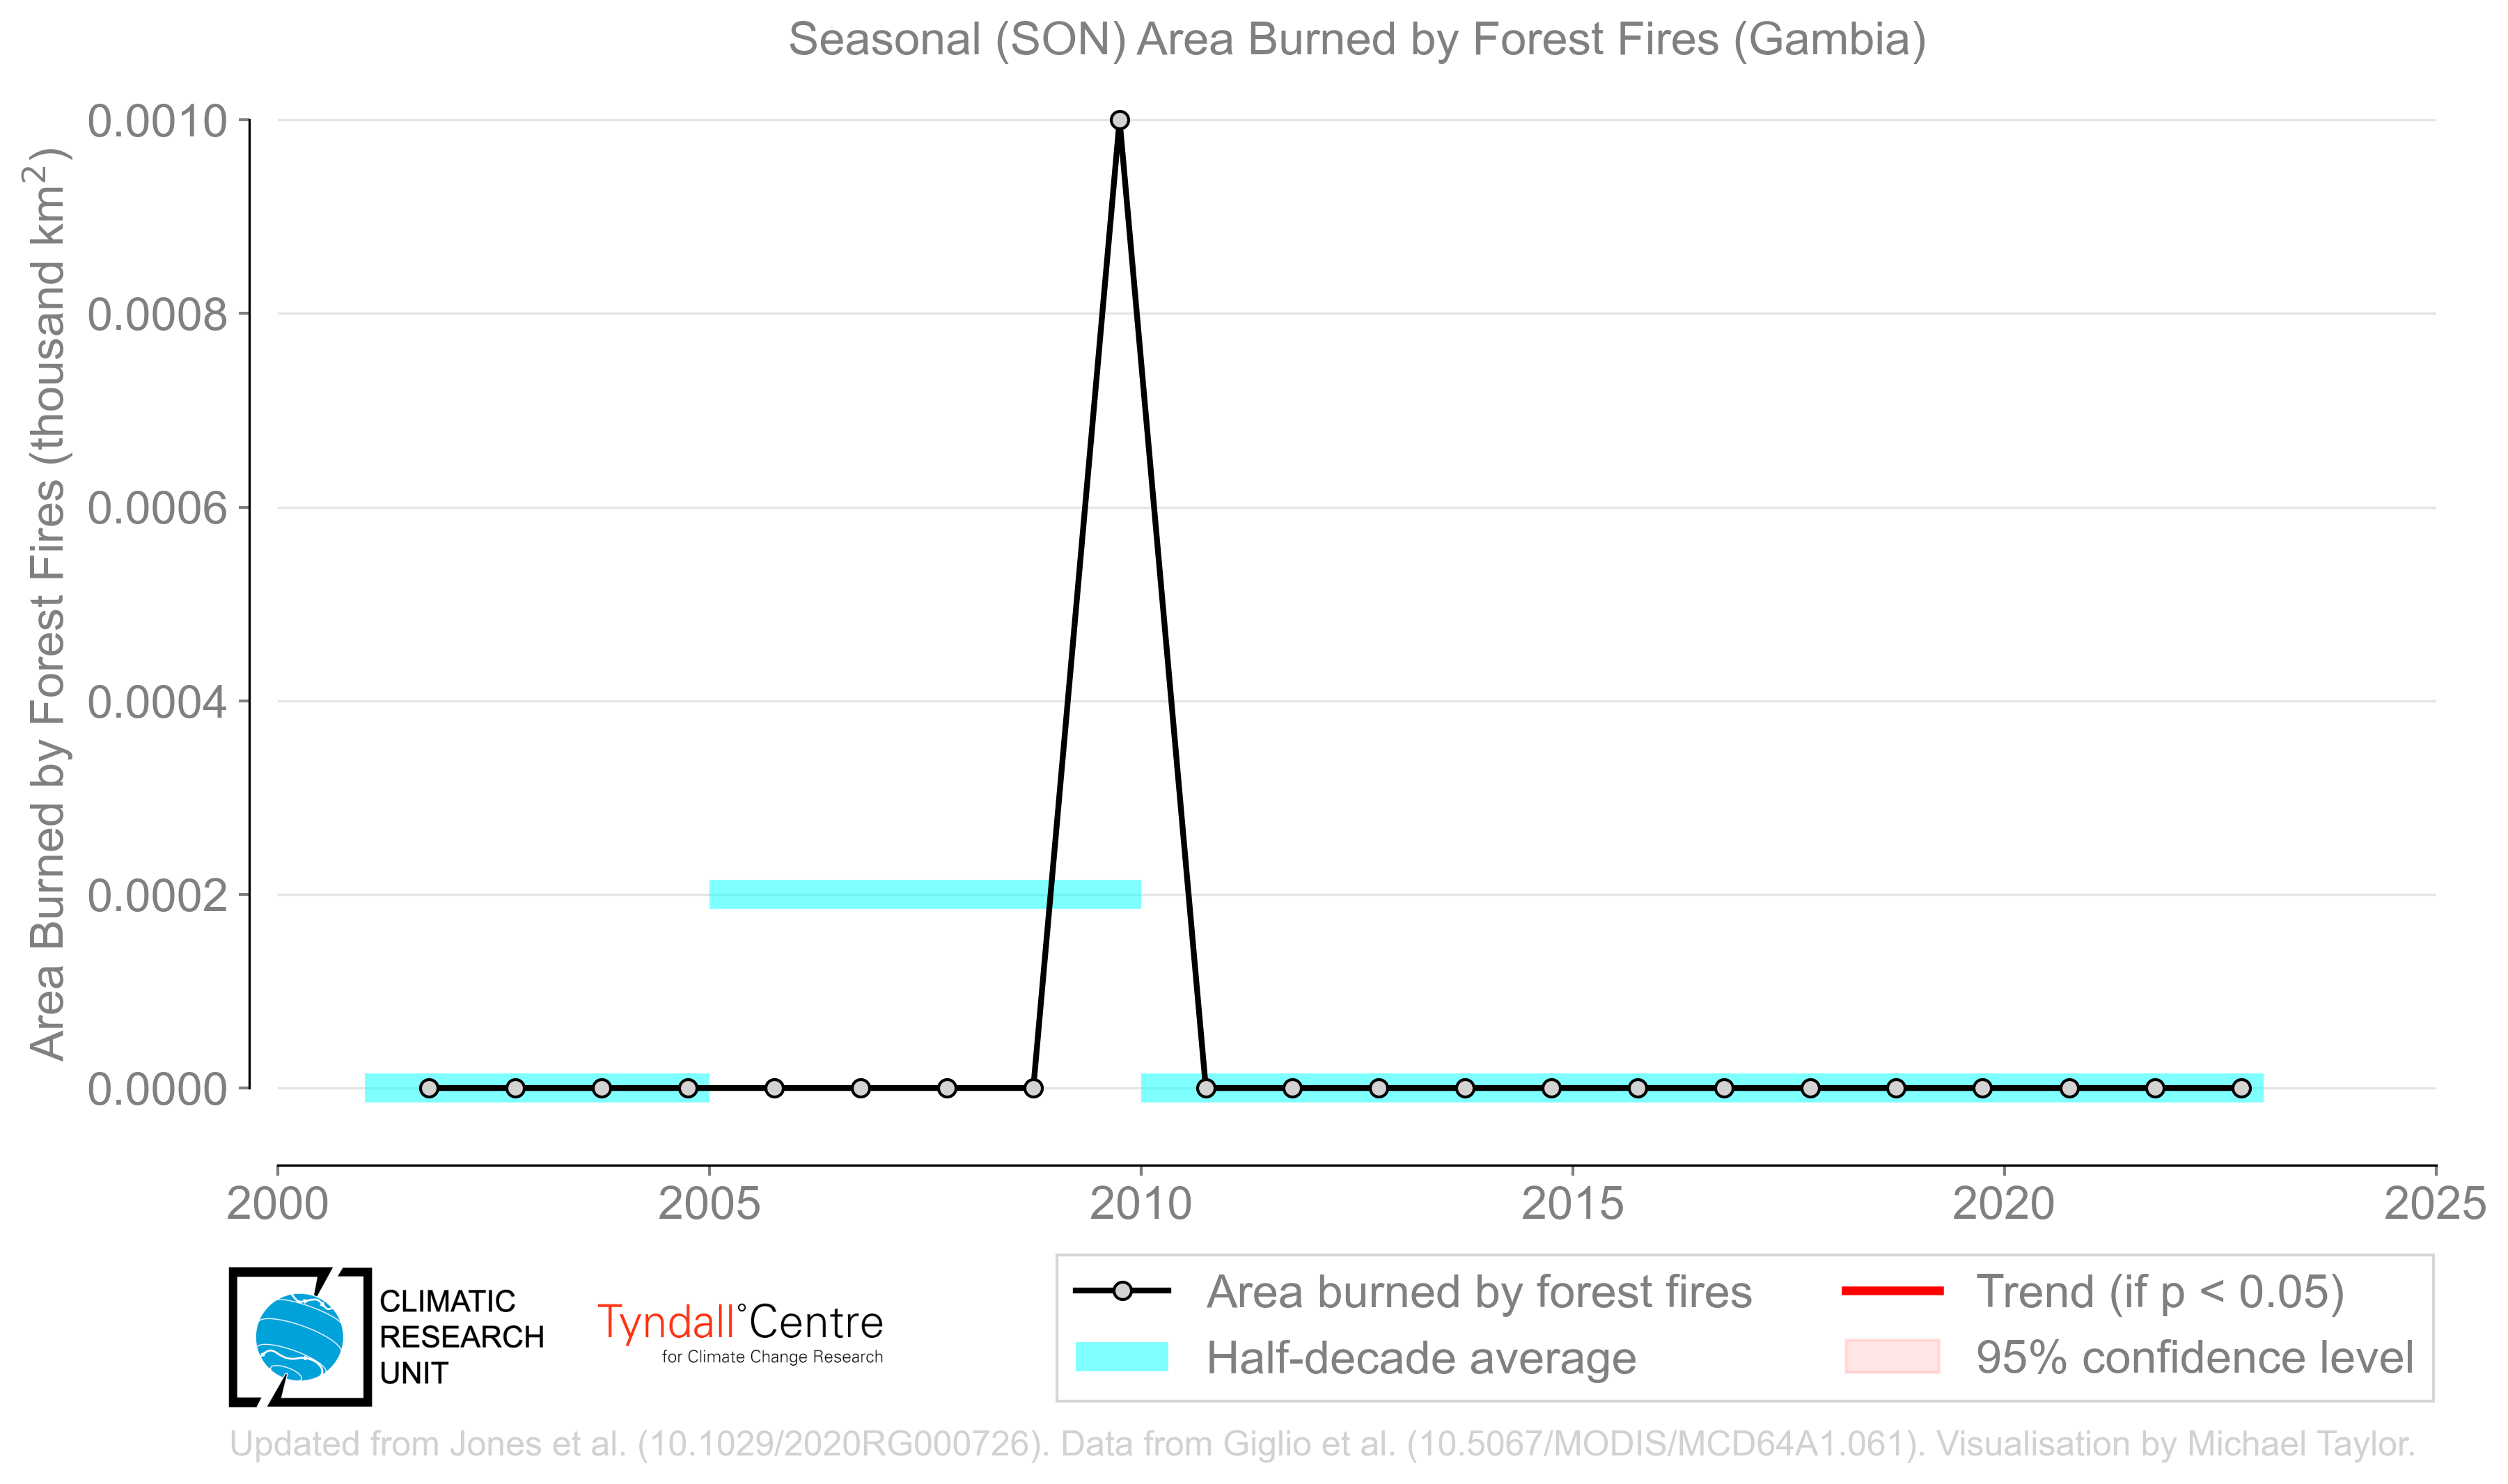 Seasonal (SON) Area Burned by Forest Fires (Gambia)
Area Burned by Forest Fires (thousand km²)
0.0010
0.0008
0.0006
0.0004
0.0002
0.0000
2000 2005 2010 2015 2020 2025
CLIMATIC
RESEARCH
UNIT
Tyndall°Centre
for Climate Change Research
Area burned by forest fires
Half-decade average
Trend (if p < 0.05)
95% confidence level
Updated from Jones et al. (10.1029/2020RG000726). Data from Giglio et al. (10.5067/MODIS/MCD64A1.061). Visualisation by Michael Taylor.